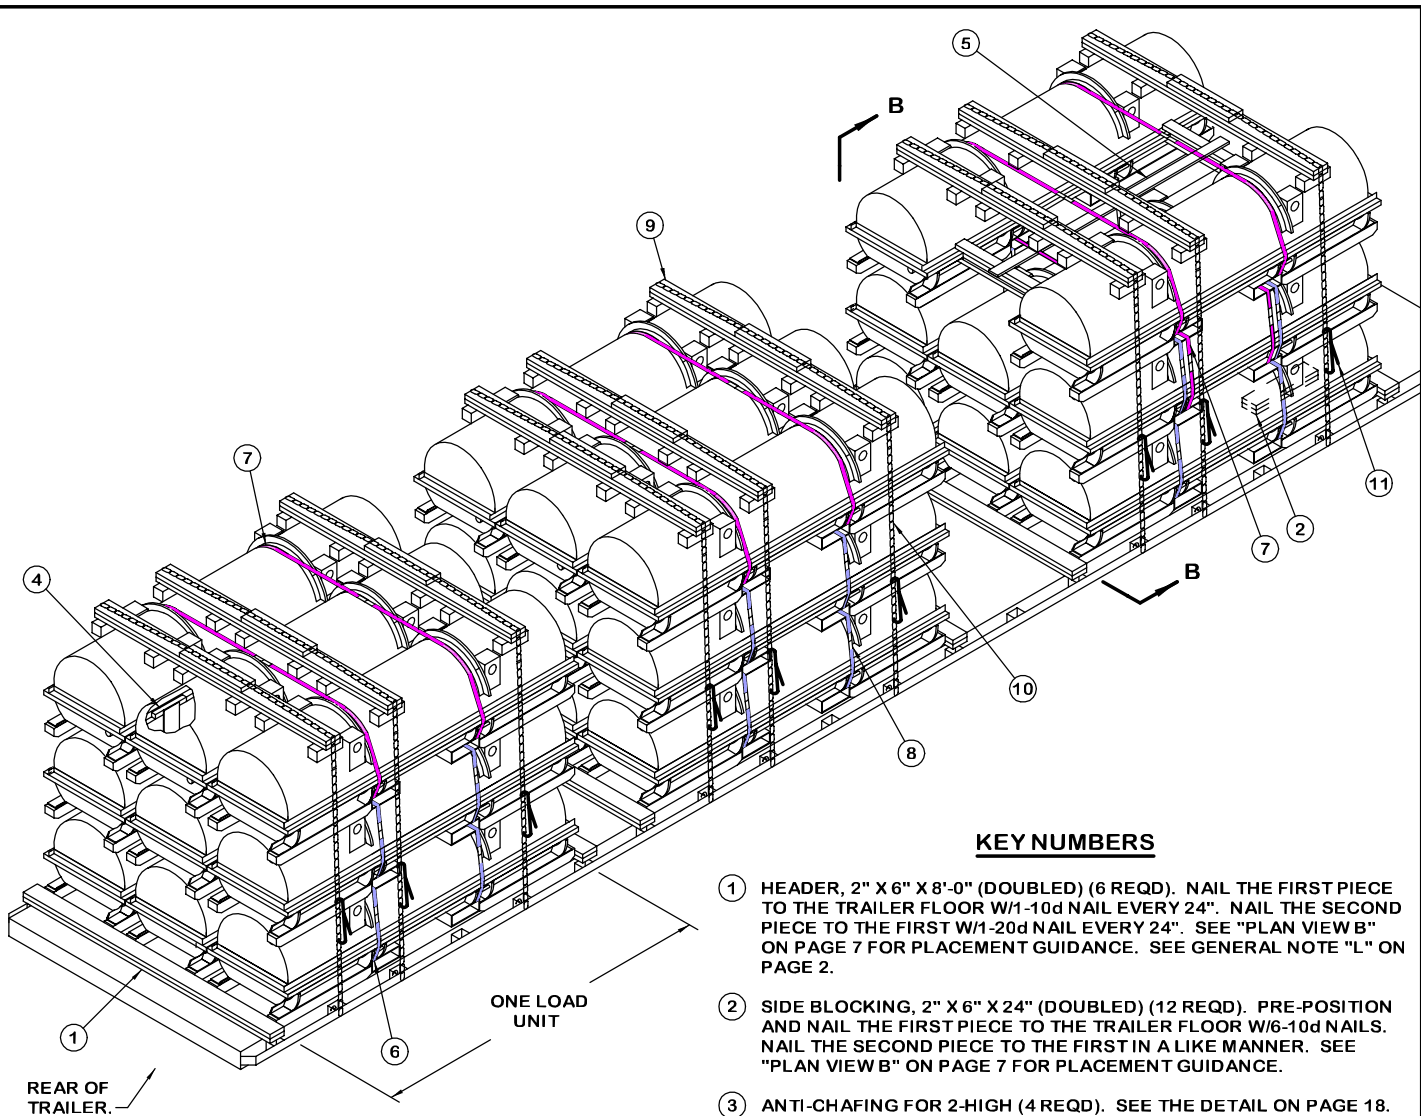 5
B
9
7
4
11
2
7
B
10
8
6
1
ONE LOAD
UNIT
REAR OF
TRAILER.
KEY NUMBERS
1 HEADER, 2" X 6" X 8'-0" (DOUBLED) (6 REQD). NAIL THE FIRST PIECE
TO THE TRAILER FLOOR W/1-10d NAIL EVERY 24". NAIL THE SECOND
PIECE TO THE FIRST W/1-20d NAIL EVERY 24". SEE "PLAN VIEW B"
ON PAGE 7 FOR PLACEMENT GUIDANCE. SEE GENERAL NOTE "L" ON
PAGE 2.
2 SIDE BLOCKING, 2" X 6" X 24" (DOUBLED) (12 REQD). PRE-POSITION
AND NAIL THE FIRST PIECE TO THE TRAILER FLOOR W/6-10d NAILS.
NAIL THE SECOND PIECE TO THE FIRST IN A LIKE MANNER. SEE
"PLAN VIEW B" ON PAGE 7 FOR PLACEMENT GUIDANCE.
3 ANTI-CHAFING FOR 2-HIGH (4 REQD). SEE THE DETAIL ON PAGE 18.